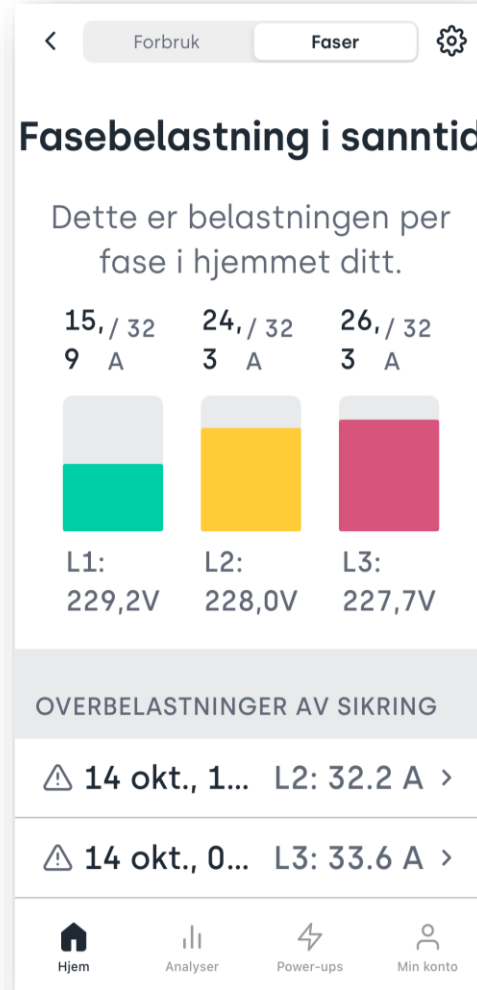 Forbruk Faser
Fasebelastning i sanntid
Dette er belastningen per
fase i hjemmet ditt.
15, / 32 24, / 32 26, / 32
9 A 3 A 3 A
L1: L2: L3:
229,2V 228,0V 227,7V
OVERBELASTNINGER AV SIKRING
14 okt., 1... L2: 32.2 A
14 okt., 0... L3: 33.6 A
Hjem Analyser Power-ups Min konto